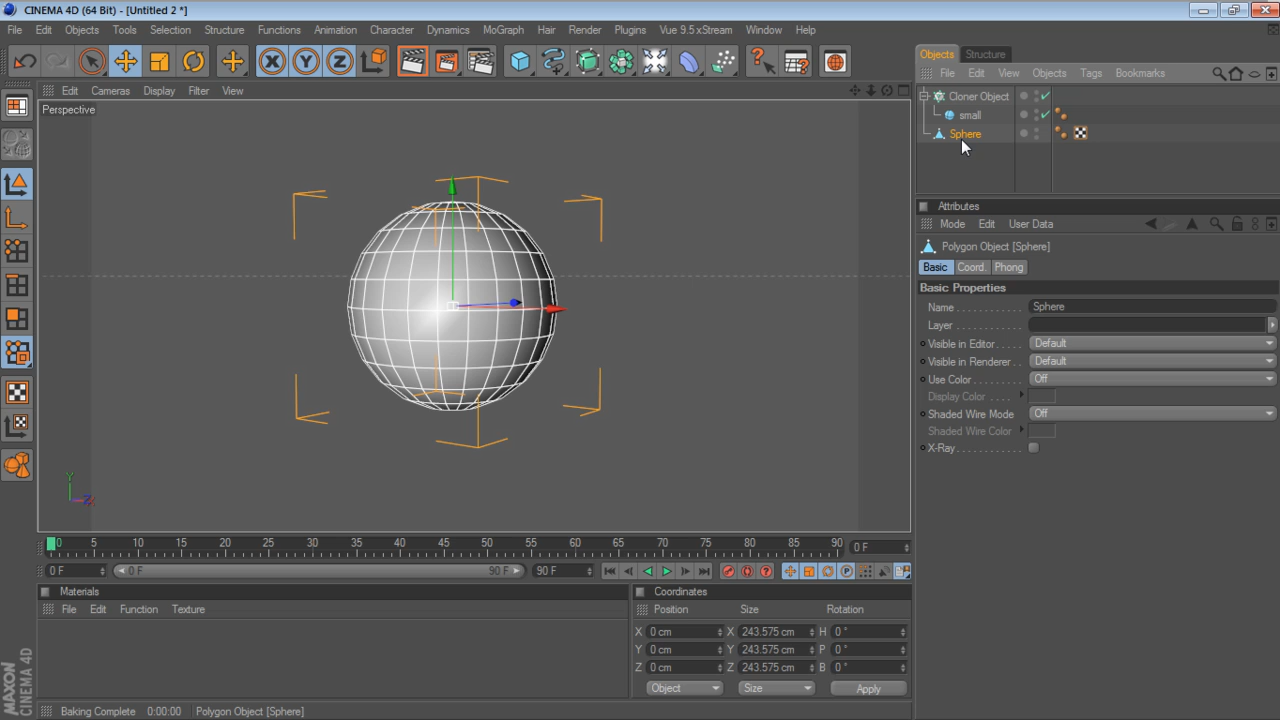 CINEMA 4D (64 Bit) - [Untitled 2 *]
File Edit Objects Tools Selection Structure Functions Animation Character Dynamics MoGraph Hair Render Plugins Vue 9.5 xStream Window Help
X Y Z
Objects Structure
File Edit View Objects Tags Bookmarks
Edit Cameras Display Filter View
Perspective
Cloner Object
small
Sphere
Attributes
Mode Edit User Data
Polygon Object [Sphere]
Basic Coord. Phong
Basic Properties
Name Sphere
Layer
Visible in Editor Default
Visible in Renderer Default
Use Color Off
Display Color
Shaded Wire Mode Off
Shaded Wire Color
X-Ray
Y
Z
0 5 10 15 20 25 30 35 40 45 50 55 60 65 70 75 80 85 90 0 F
0 F 0 F 90 F 90 F
Materials
File Edit Function Texture
Coordinates
Position Size Rotation
X 0 cm X 243.575 cm H 0 °
Y 0 cm Y 243.575 cm P 0 °
Z 0 cm Z 243.575 cm B 0 °
Object Size Apply
MAXON
CINEMA 4D
Baking Complete 0:00:00 Polygon Object [Sphere]